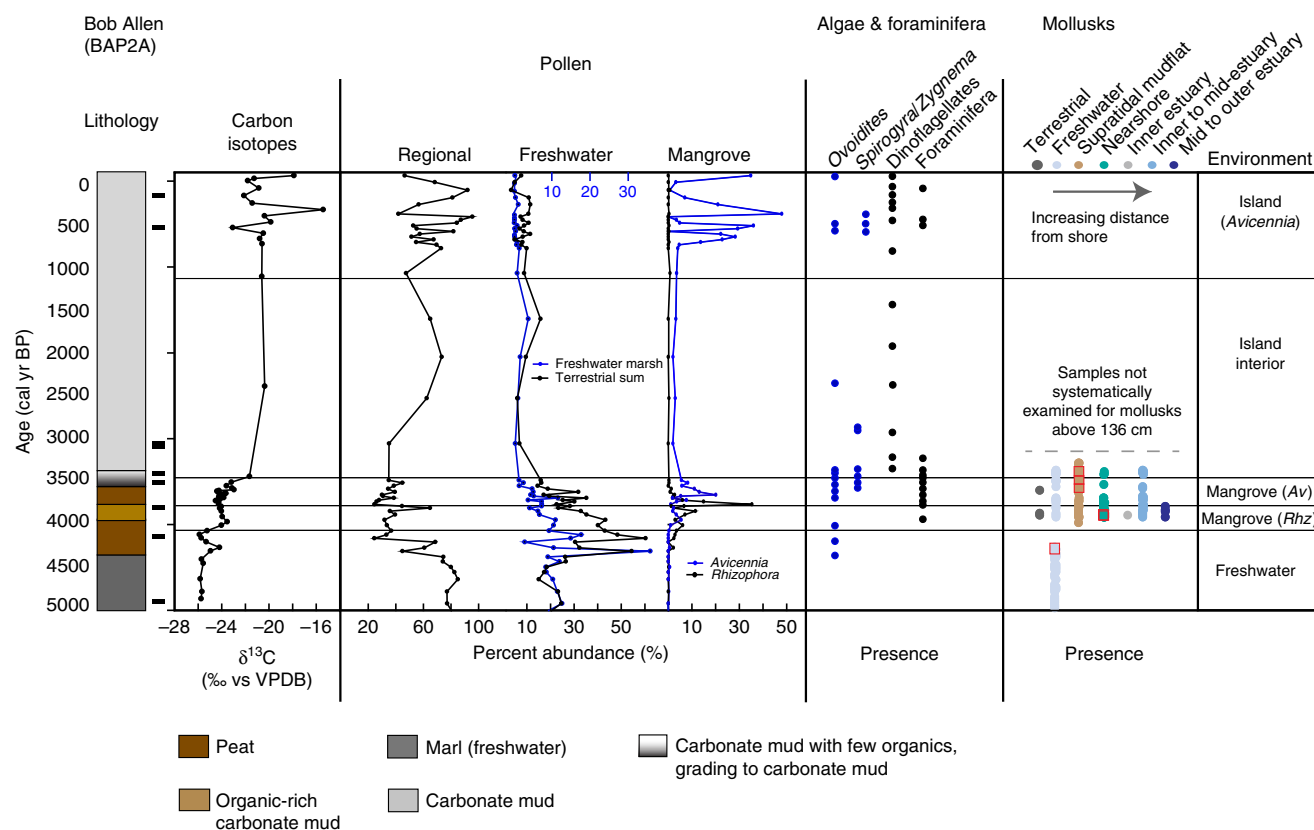 Bob Allen
(BAP2A)
Algae & foraminifera
Mollusks
Pollen
Lithology
Carbon
isotopes
Regional
Freshwater
Mangrove
Ovoidites
Spirogyra/Zygnema
Dinoflagellates
Foraminifera
Terrestrial
Freshwater
Supratidal mudflat
Nearshore
Inner estuary
Inner to mid-estuary
Mid to outer estuary
Environment
10 20 30
Age (cal yr BP)
0
500
1000
1500
2000
2500
3000
3500
4000
4500
5000
Freshwater marsh
Terrestrial sum
Avicennia
Rhizophora
Increasing distance
from shore
Samples not
systematically
examined for mollusks
above 136 cm
Island
(Avicennia)
Island
interior
Mangrove (Av)
Mangrove (Rhz)
Freshwater
−28 −24 −20 −16
20 60 100
10 30 60
10 30 50
δ13C
(‰ vs VPDB)
Percent abundance (%)
Presence
Presence
Peat
Marl (freshwater)
Carbonate mud with few organics,
grading to carbonate mud
Organic-rich
carbonate mud
Carbonate mud